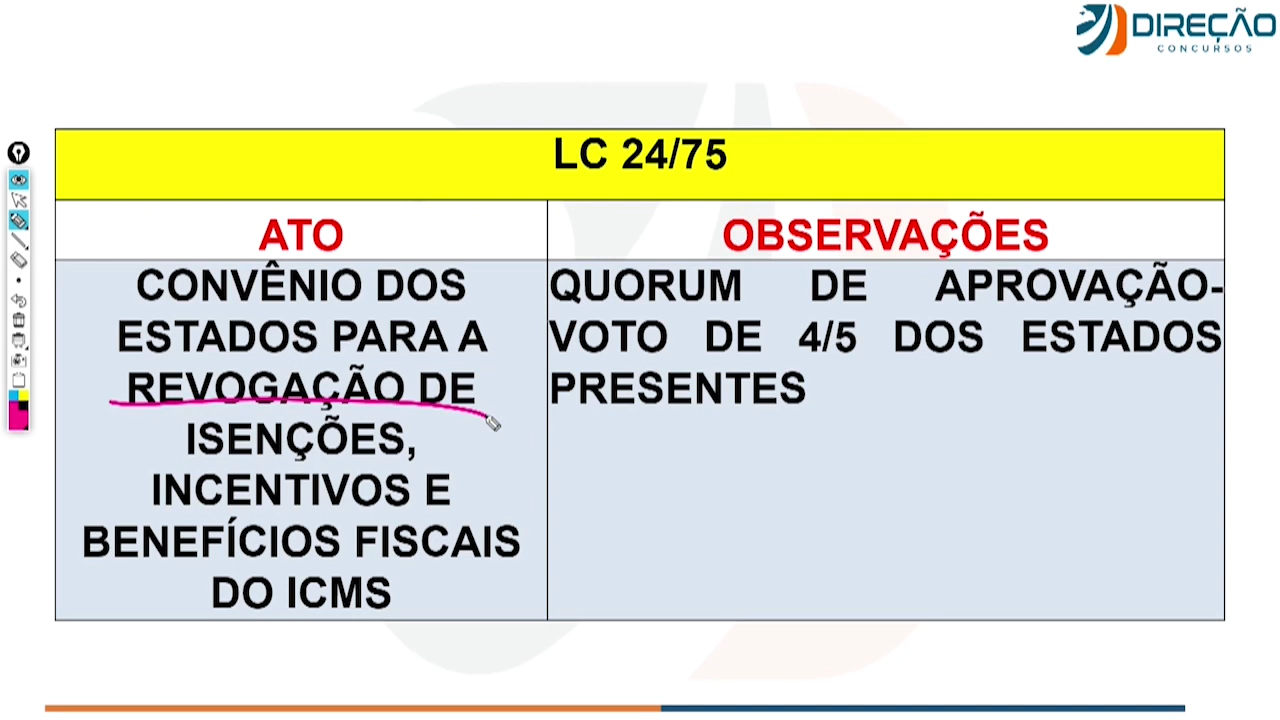 DIREÇÃO
CONCURSOS
LC 24/75
ATO
OBSERVAÇÕES
CONVÊNIO DOS
ESTADOS PARA A
REVOGAÇÃO DE
ISENÇÕES,
INCENTIVOS E
BENEFÍCIOS FISCAIS
DO ICMS
QUORUM DE APROVAÇÃO-
VOTO DE 4/5 DOS ESTADOS
PRESENTES